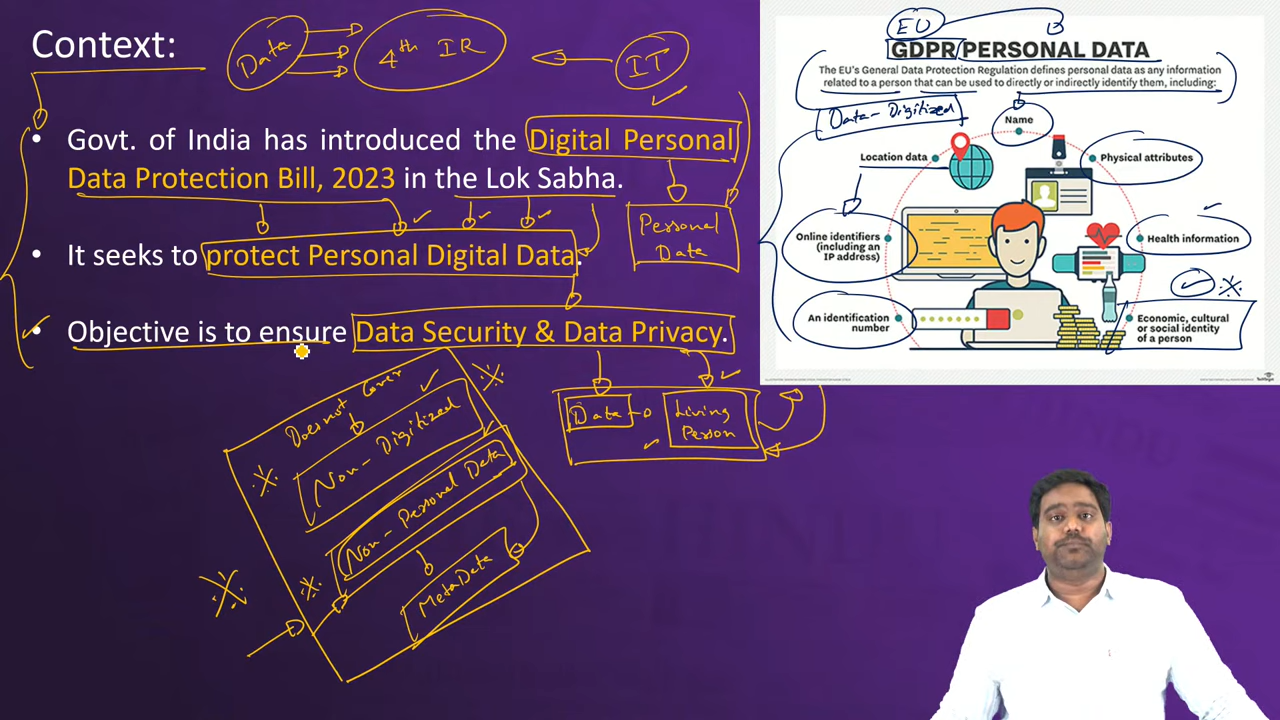 Context:
Data
4th IR
IT
• Govt. of India has introduced the Digital Personal
Data Protection Bill, 2023 in the Lok Sabha.
Personal
Data
• It seeks to protect Personal Digital Data.
• Objective is to ensure Data Security & Data Privacy.
Does not Cover
Non-Digitized
Non-Personal Data
MetaData
Data
Living
Person
EU
GDPR PERSONAL DATA
The EU's General Data Protection Regulation defines personal data as any information
related to a person that can be used to directly or indirectly identify them, including:
Data-Digitized
Name
Location data
Physical attributes
Online identifiers
(including an
IP address)
Health information
An identification
number
Economic, cultural
or social identity
of a person